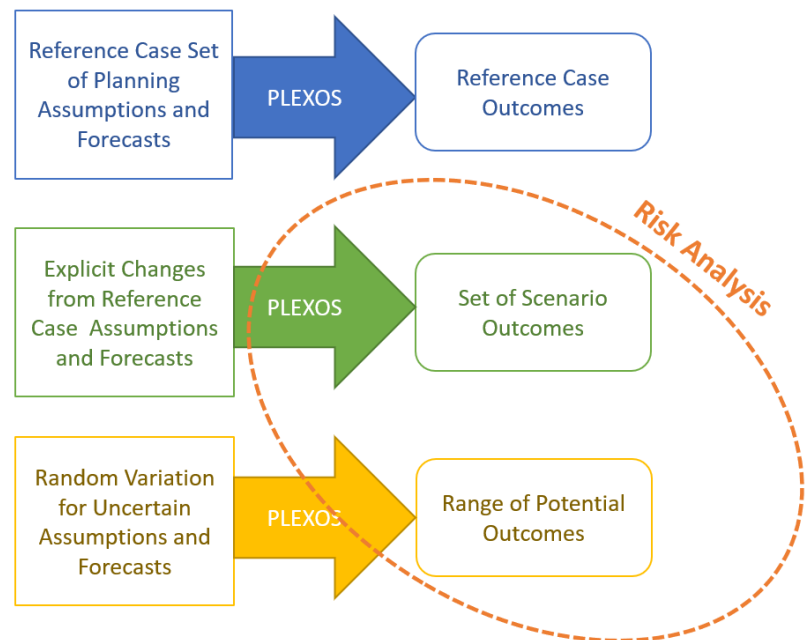 Reference Case Set
of Planning
Assumptions and
Forecasts
PLEXOS
Reference Case
Outcomes
Risk Analysis
Explicit Changes
from Reference
Case Assumptions
and Forecasts
PLEXOS
Set of Scenario
Outcomes
Random Variation
for Uncertain
Assumptions and
Forecasts
PLEXOS
Range of Potential
Outcomes